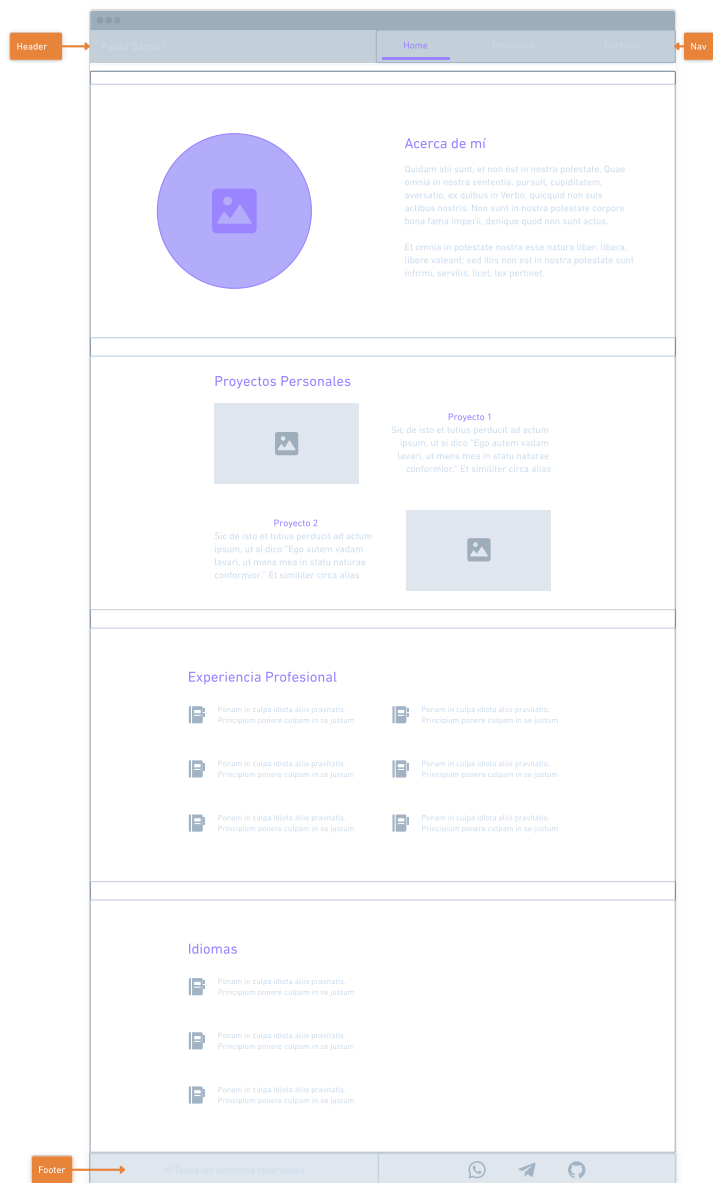 Header
Pablo Sartori
Home
Proyectos
Contacto
Nav
Acerca de mí
Quidam alii sunt, et non est in nostra potestate. Quae
omnia in nostra sententia, pursuit, cupiditatem,
aversatio, ex quibus in Verbo, quicquid non suis
actibus nostris. Non sunt in nostra potestate corpore
bona fama imperii, denique quod non sunt actus.
Et omnia in potestate nostra esse natura liber, libera,
libere valeant; sed illis non est in nostra potestate sunt
infirmi, servilis, licet, lex pertinet.
Proyectos Personales
Proyecto 1
Sic de isto et tutius perducit ad actum
ipsum, ut si dico "Ego autem vadam
lavari, ut mens mea in statu naturae
conformior." Et similiter circa alias
Proyecto 2
Sic de isto et tutius perducit ad actum
ipsum, ut si dico "Ego autem vadam
lavari, ut mens mea in statu naturae
conformior." Et similiter circa alias
Experiencia Profesional
Ponam in culpa idiota aliis pravitatis.
Principium ponere culpam in se justum
Ponam in culpa idiota aliis pravitatis.
Principium ponere culpam in se justum
Ponam in culpa idiota aliis pravitatis.
Principium ponere culpam in se justum
Ponam in culpa idiota aliis pravitatis.
Principium ponere culpam in se justum
Ponam in culpa idiota aliis pravitatis.
Principium ponere culpam in se justum
Ponam in culpa idiota aliis pravitatis.
Principium ponere culpam in se justum
Idiomas
Ponam in culpa idiota aliis pravitatis.
Principium ponere culpam in se justum
Ponam in culpa idiota aliis pravitatis.
Principium ponere culpam in se justum
Ponam in culpa idiota aliis pravitatis.
Principium ponere culpam in se justum
Footer
© Todos los derechos reservados